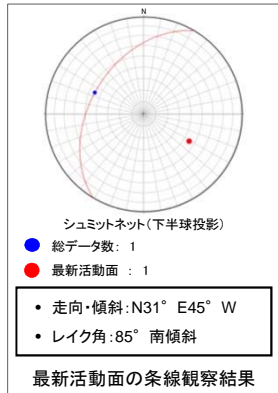 N
シュミットネット(下半球投影)
総データ数: 1
最新活動面 : 1
• 走向・傾斜:N31° E45° W
• レイク角:85° 南傾斜
最新活動面の条線観察結果